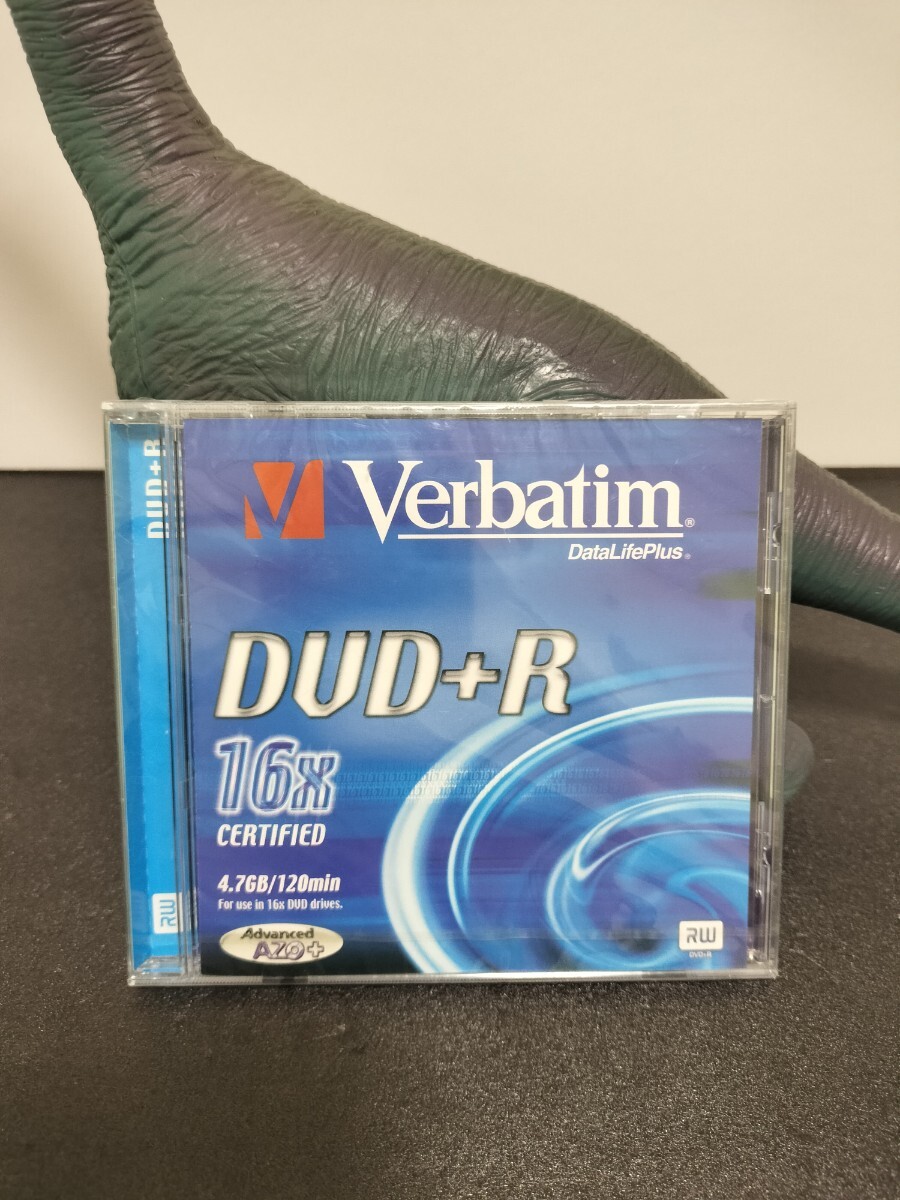 DVD+R
RW
Verbatim®
DataLifePlus®
DVD+R
16x
CERTIFIED
4.7GB/120min
For use in 16x DVD drives.
Advanced
AZO+
RW
DVD+R